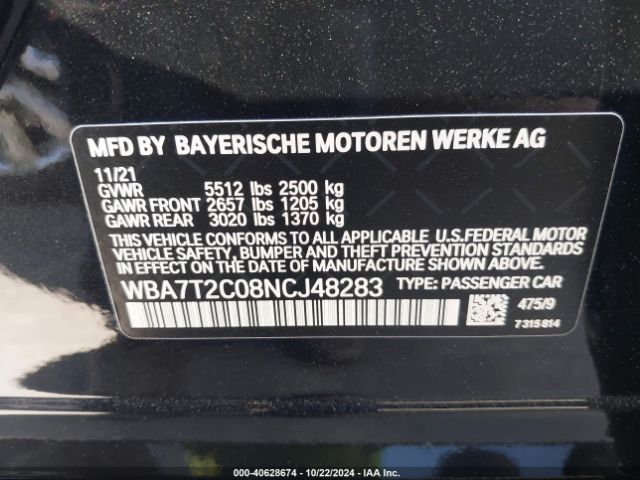 MFD BY BAYERISCHE MOTOREN WERKE AG
11/21
GVWR 5512 lbs 2500 kg
GAWR FRONT 2657 lbs 1205 kg
GAWR REAR 3020 lbs 1370 kg
THIS VEHICLE CONFORMS TO ALL APPLICABLE U.S.FEDERAL MOTOR
VEHICLE SAFETY, BUMPER AND THEFT PREVENTION STANDARDS
IN EFFECT ON THE DATE OF MANUFACTURE SHOWN ABOVE.
WBA7T2C08NCJ48283 TYPE: PASSENGER CAR
475/9
7315814
000-40628674 | 10/22/2024 | IAA Inc.